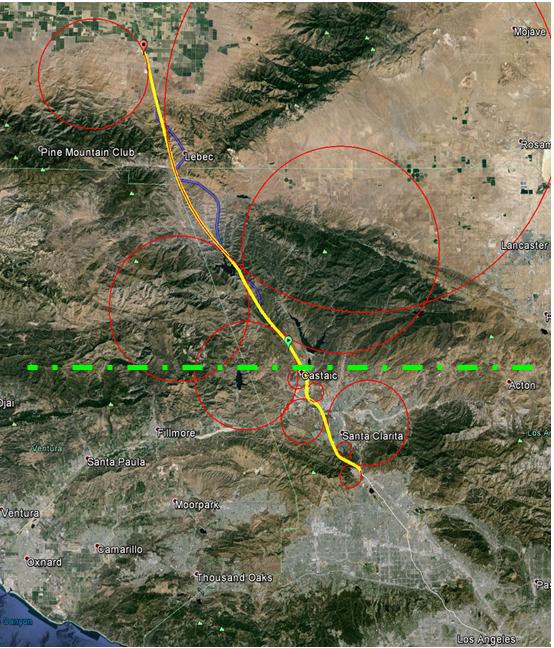 Mojave
Pine Mountain Club
Lebec
Rosam
Lancaster
Castaic
Acton
Ojai
Fillmore
Santa Clarita
Ventura
Los A
Santa Paula
Ventura
Moorpark
Camarillo
Oxnard
Thousand Oaks
Pas
Canyon
Los Angeles